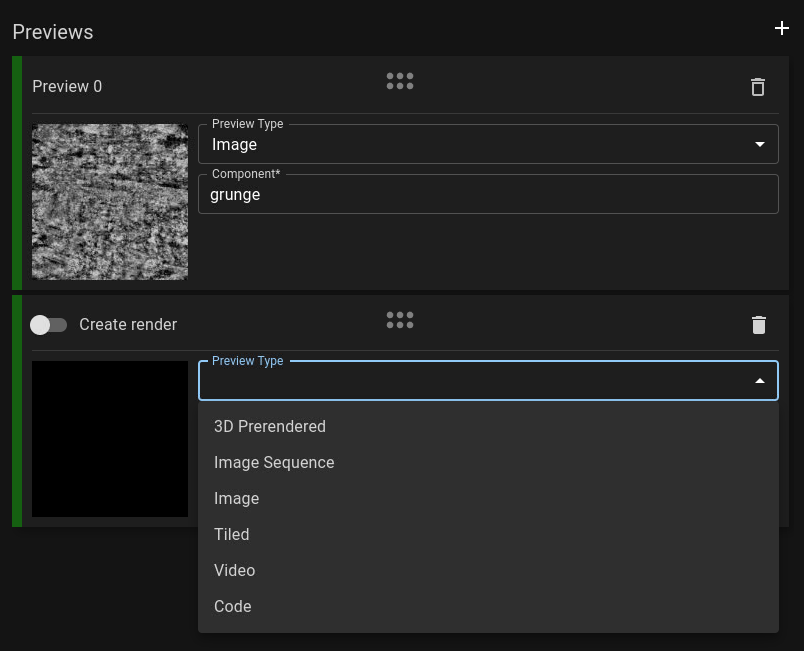 Previews
Preview 0
Preview Type
Image
Component*
grunge
Create render
Preview Type
3D Prerendered
Image Sequence
Image
Tiled
Video
Code